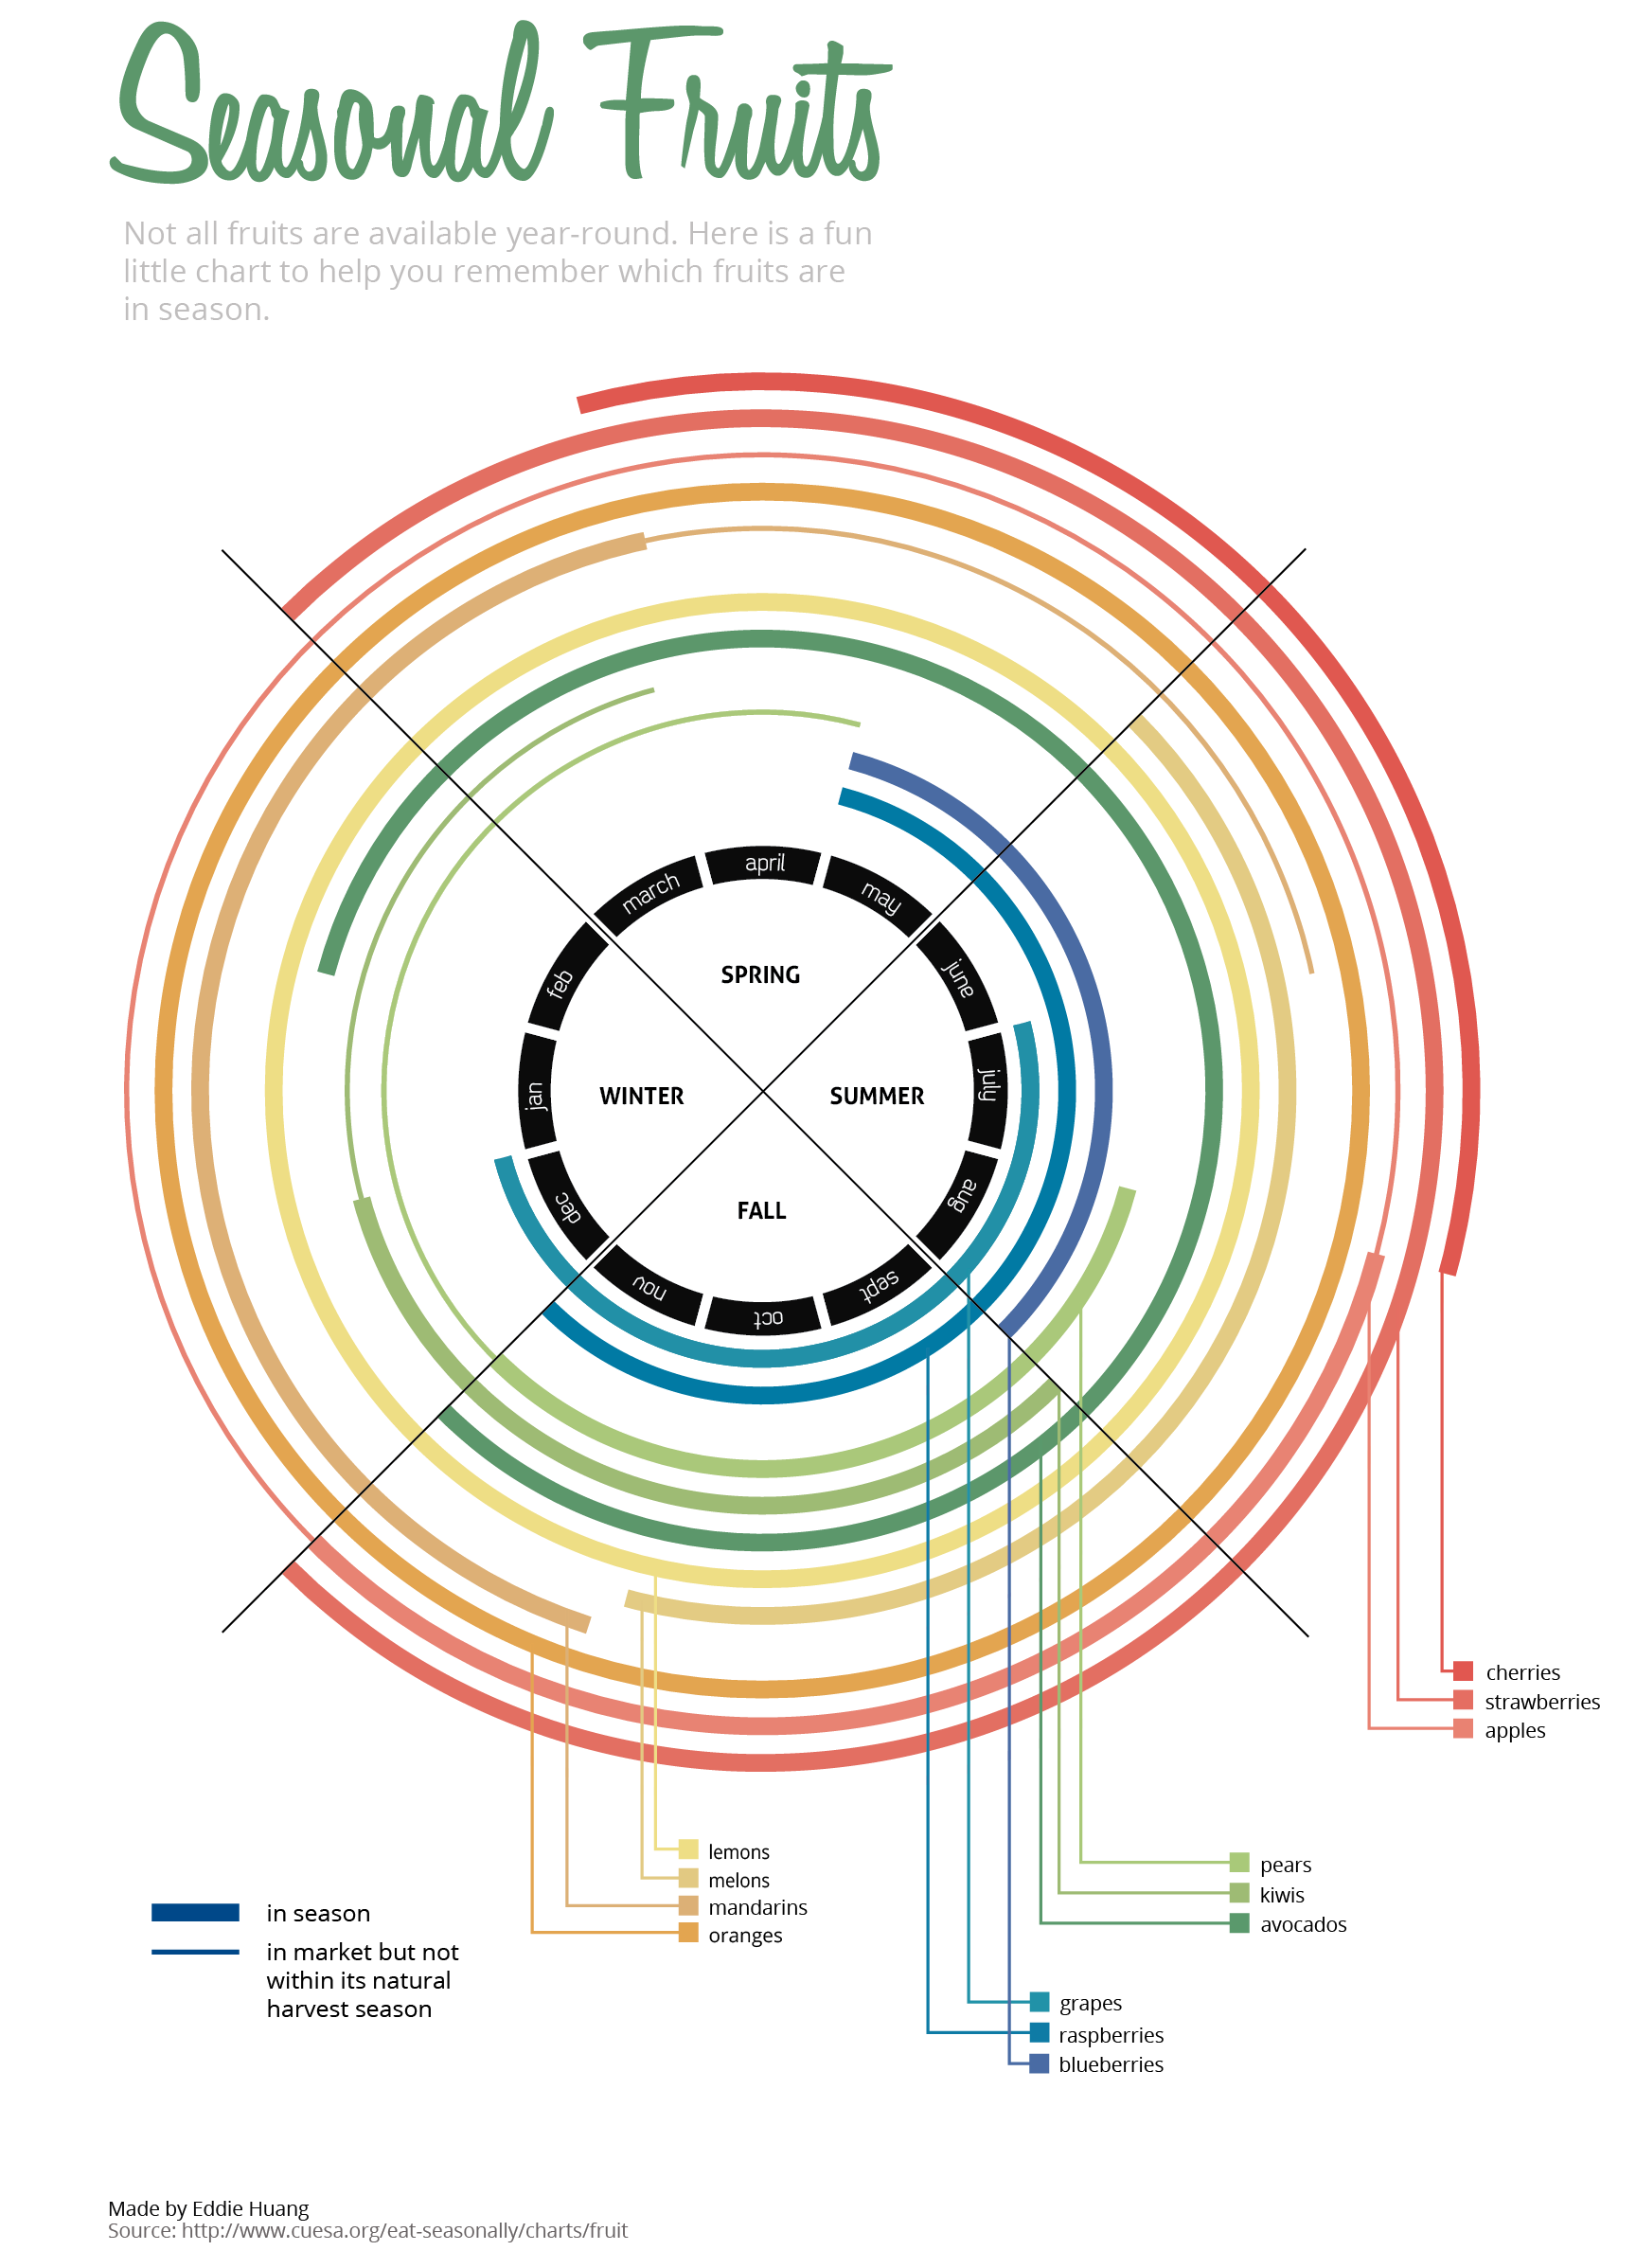 Seasonal Fruits
Not all fruits are available year-round. Here is a fun
little chart to help you remember which fruits are
in season.
march
april
may
feb
june
SPRING
jan
WINTER
SUMMER
july
dec
FALL
aug
nov
oct
sept
cherries
strawberries
apples
lemons
melons
mandarins
oranges
pears
kiwis
avocados
in season
in market but not
within its natural
harvest season
grapes
raspberries
blueberries
Made by Eddie Huang
Source: http://www.cuesa.org/eat-seasonally/charts/fruit